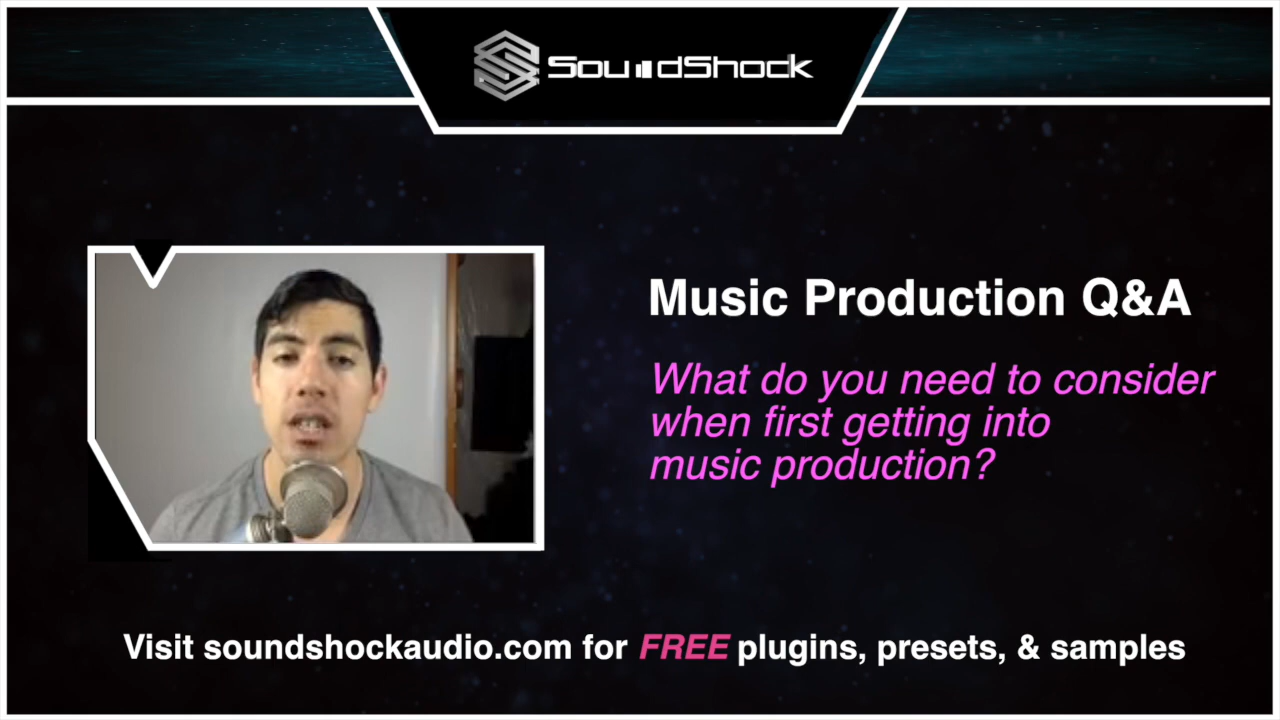 SoundShock
Music Production Q&A
What do you need to consider
when first getting into
music production?
Visit soundshockaudio.com for FREE plugins, presets, & samples